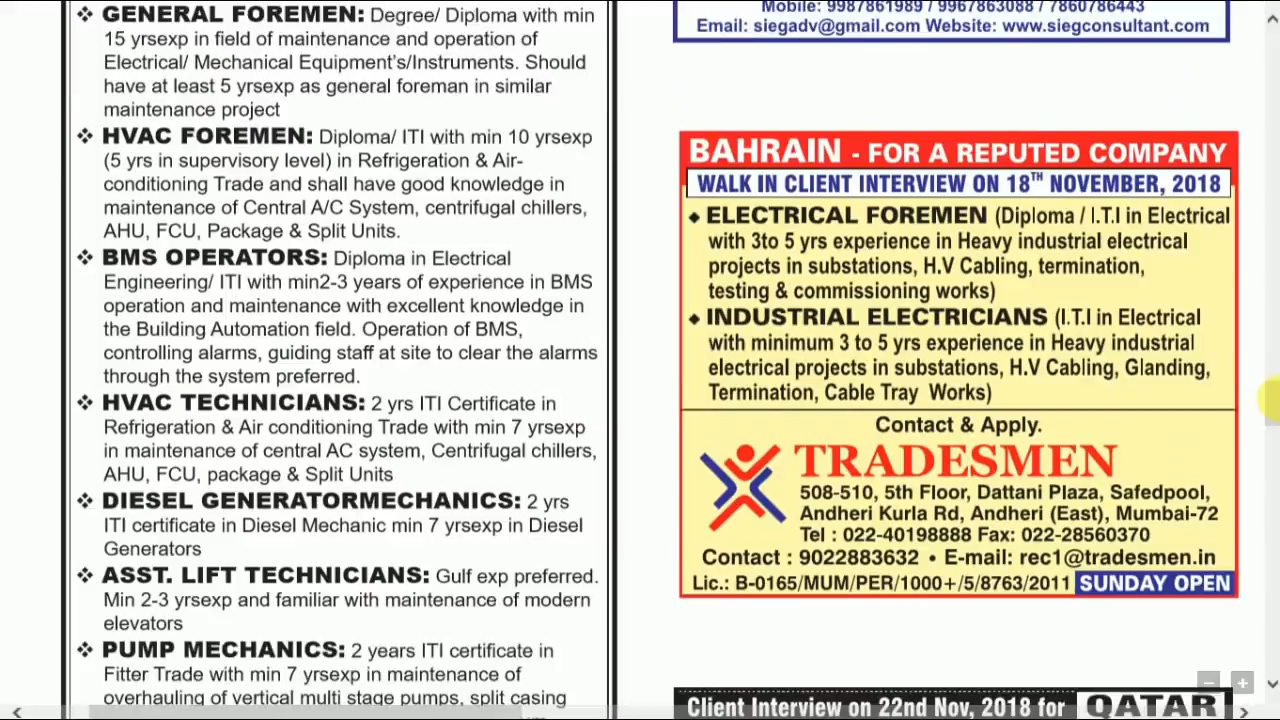 ❖ GENERAL FOREMEN: Degree/ Diploma with min
15 yrsexp in field of maintenance and operation of
Electrical/ Mechanical Equipment's/Instruments. Should
have at least 5 yrsexp as general foreman in similar
maintenance project
❖ HVAC FOREMEN: Diploma/ ITI with min 10 yrsexp
(5 yrs in supervisory level) in Refrigeration & Air-
conditioning Trade and shall have good knowledge in
maintenance of Central A/C System, centrifugal chillers,
AHU, FCU, Package & Split Units.
❖ BMS OPERATORS: Diploma in Electrical
Engineering/ ITI with min2-3 years of experience in BMS
operation and maintenance with excellent knowledge in
the Building Automation field. Operation of BMS,
controlling alarms, guiding staff at site to clear the alarms
through the system preferred.
❖ HVAC TECHNICIANS: 2 yrs ITI Certificate in
Refrigeration & Air conditioning Trade with min 7 yrsexp
in maintenance of central AC system, Centrifugal chillers,
AHU, FCU, package & Split Units
❖ DIESEL GENERATORMECHANICS: 2 yrs
ITI certificate in Diesel Mechanic min 7 yrsexp in Diesel
Generators
❖ ASST. LIFT TECHNICIANS: Gulf exp preferred.
Min 2-3 yrsexp and familiar with maintenance of modern
elevators
❖ PUMP MECHANICS: 2 years ITI certificate in
Fitter Trade with min 7 yrsexp in maintenance of
overhauling of vertical multi stage pumps, split casing
Mobile: 9987861989 / 9967863088 / 7860786443
Email: siegadv@gmail.com Website: www.siegconsultant.com
BAHRAIN - FOR A REPUTED COMPANY
WALK IN CLIENT INTERVIEW ON 18TH NOVEMBER, 2018
◆ ELECTRICAL FOREMEN (Diploma / I.T.I in Electrical
with 3to 5 yrs experience in Heavy industrial electrical
projects in substations, H.V Cabling, termination,
testing & commissioning works)
◆ INDUSTRIAL ELECTRICIANS (I.T.I in Electrical
with minimum 3 to 5 yrs experience in Heavy industrial
electrical projects in substations, H.V Cabling, Glanding,
Termination, Cable Tray Works)
Contact & Apply.
TRADESMEN
508-510, 5th Floor, Dattani Plaza, Safedpool,
Andheri Kurla Rd, Andheri (East), Mumbai-72
Tel : 022-40198888 Fax: 022-28560370
Contact : 9022883632 • E-mail: rec1@tradesmen.in
Lic.: B-0165/MUM/PER/1000+/5/8763/2011 SUNDAY OPEN
Client Interview on 22nd Nov, 2018 for QATAR